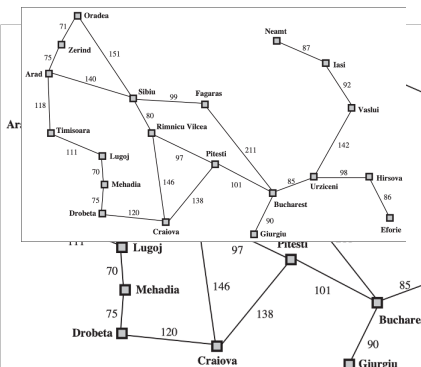 Oradea
Neamt
71
87
Zerind
151
Iasi
75
Arad
140
92
Sibiu
99
Fagaras
118
80
Vaslui
Timisoara
Rimnicu Vilcea
111
Lugoj
97
Pitesti
211
142
70
Mehadia
146
101
85
98
Hirsova
75
138
Bucharest
Urziceni
86
Drobeta
120
90
Craiova
Giurgiu
Eforie
Lugoj
97
Pitesti
70
Mehadia
146
101
85
75
138
Drobeta
120
90
Craiova
Giurgiu